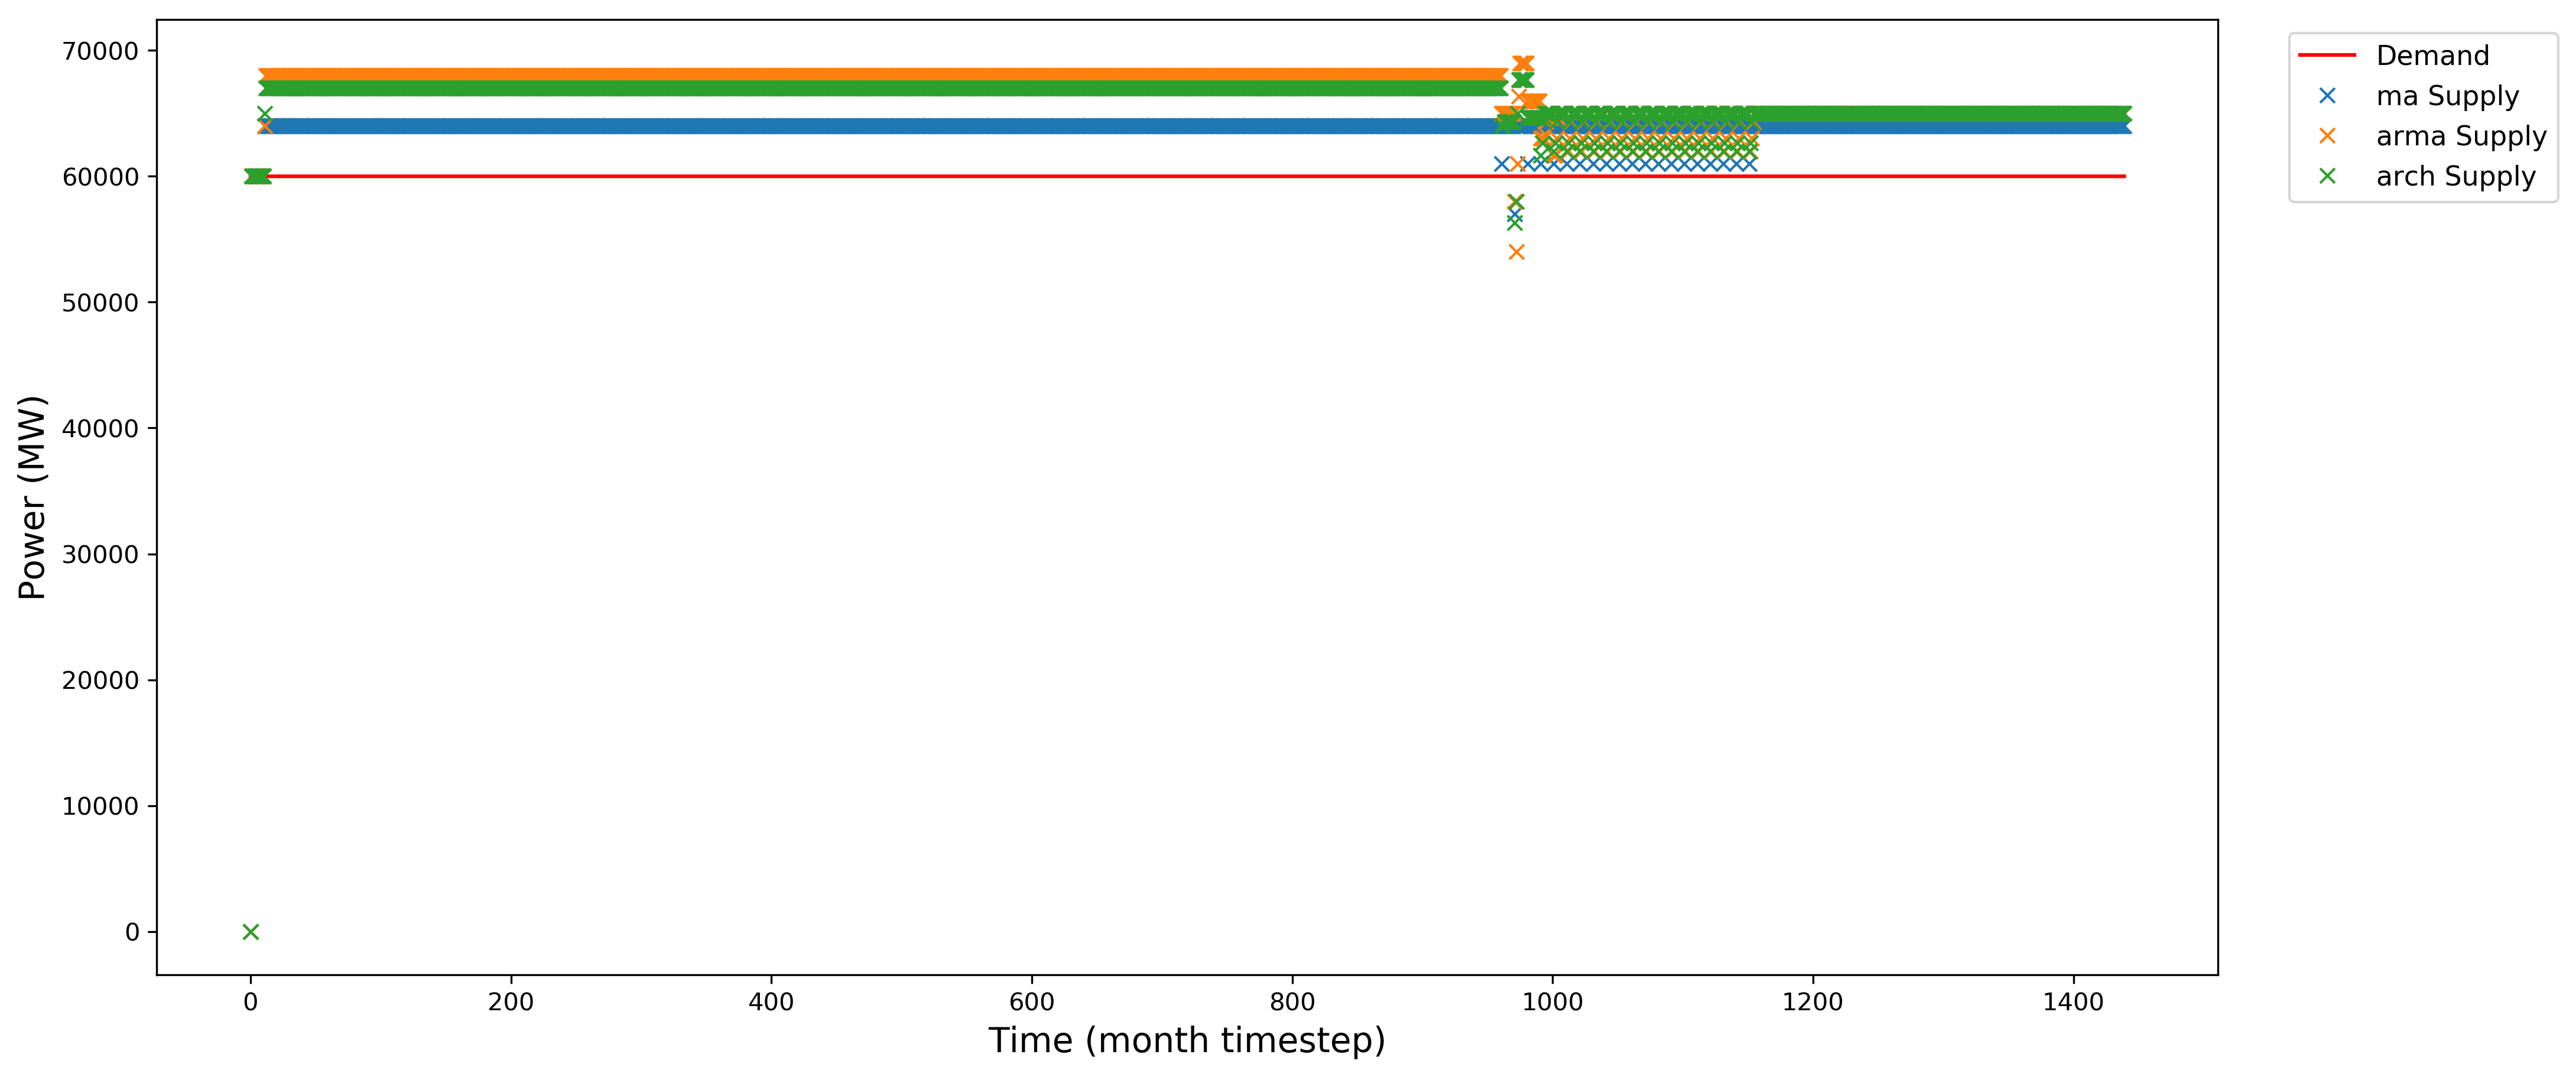 70000
60000
50000
40000
30000
20000
10000
0
Power (MW)
0 200 400 600 800 1000 1200 1400
Time (month timestep)
Demand
ma Supply
arma Supply
arch Supply